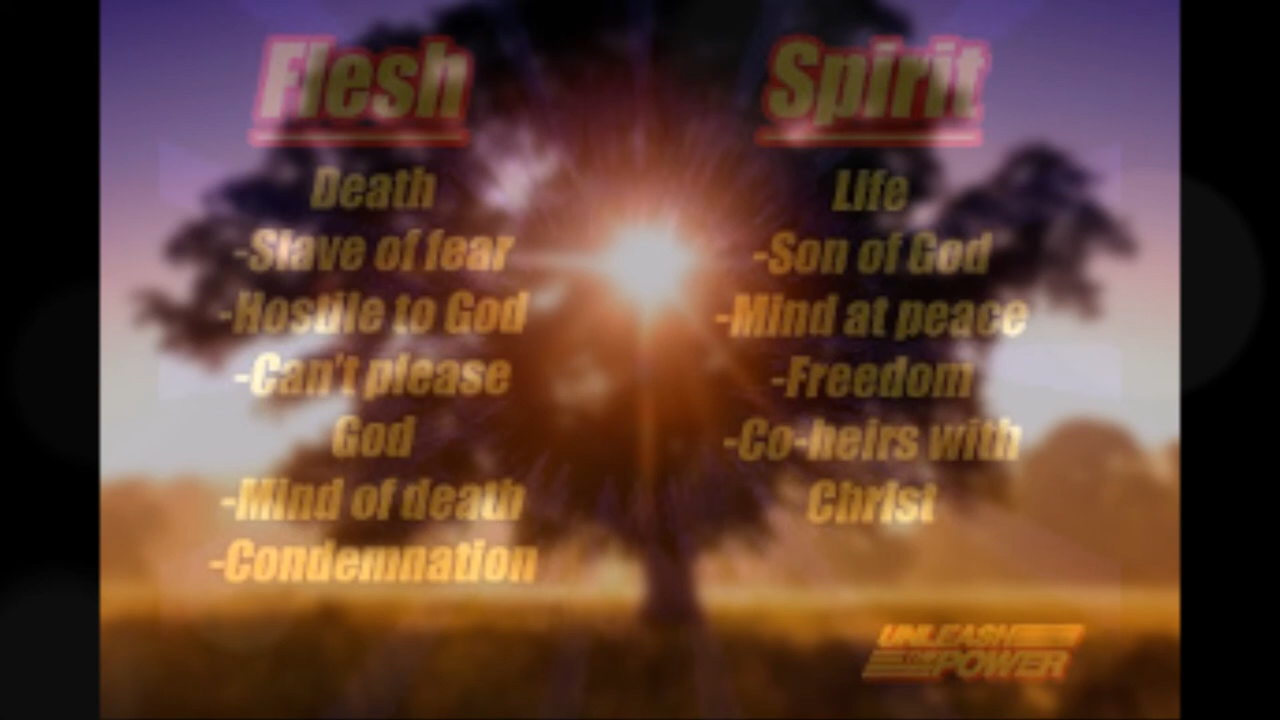 Flesh
Death
-Slave of fear
-Hostile to God
-Can't please
God
-Mind of death
-Condemnation
Spirit
Life
-Son of God
-Mind at peace
-Freedom
-Co-heirs with
Christ
UNLEASH
THE POWER